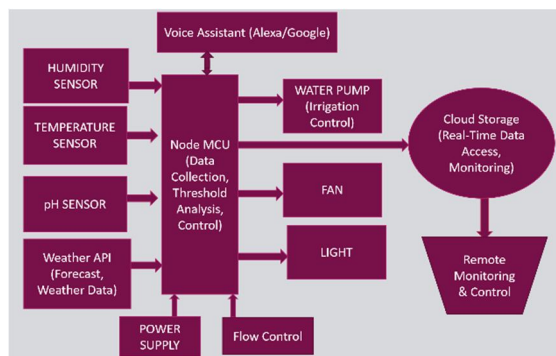 Voice Assistant (Alexa/Google)
HUMIDITY
SENSOR
TEMPERATURE
SENSOR
pH SENSOR
Weather API
(Forecast,
Weather Data)
Node MCU
(Data
Collection,
Threshold
Analysis,
Control)
WATER PUMP
(Irrigation
Control)
FAN
LIGHT
Cloud Storage
(Real-Time Data
Access,
Monitoring)
Remote
Monitoring
& Control
POWER
SUPPLY
Flow Control